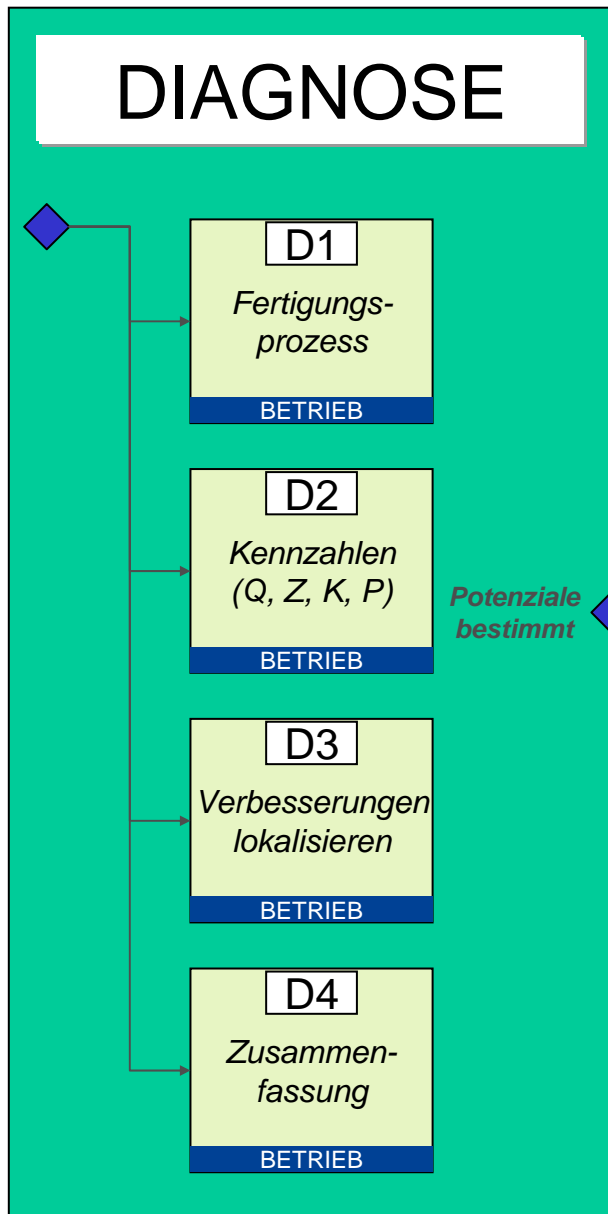 DIAGNOSE
D1
Fertigungs-
prozess
BETRIEB
D2
Kennzahlen
(Q, Z, K, P)
BETRIEB
Potenziale
bestimmt
D3
Verbesserungen
lokalisieren
BETRIEB
D4
Zusammen-
fassung
BETRIEB